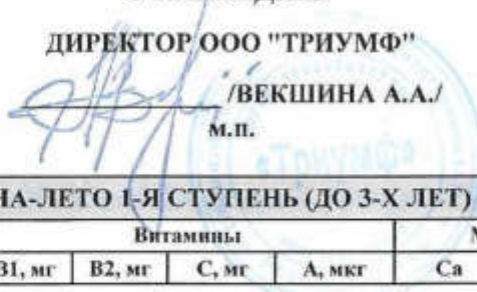 ДИРЕКТОР ООО "ТРИУМФ"
/ВЕКШИНА А.А./
м.п.
НА-ЛЕТО 1-Я СТУПЕНЬ (ДО 3-Х ЛЕТ)
Витамины
В1, мг В2, мг С, мг А, мкг Са